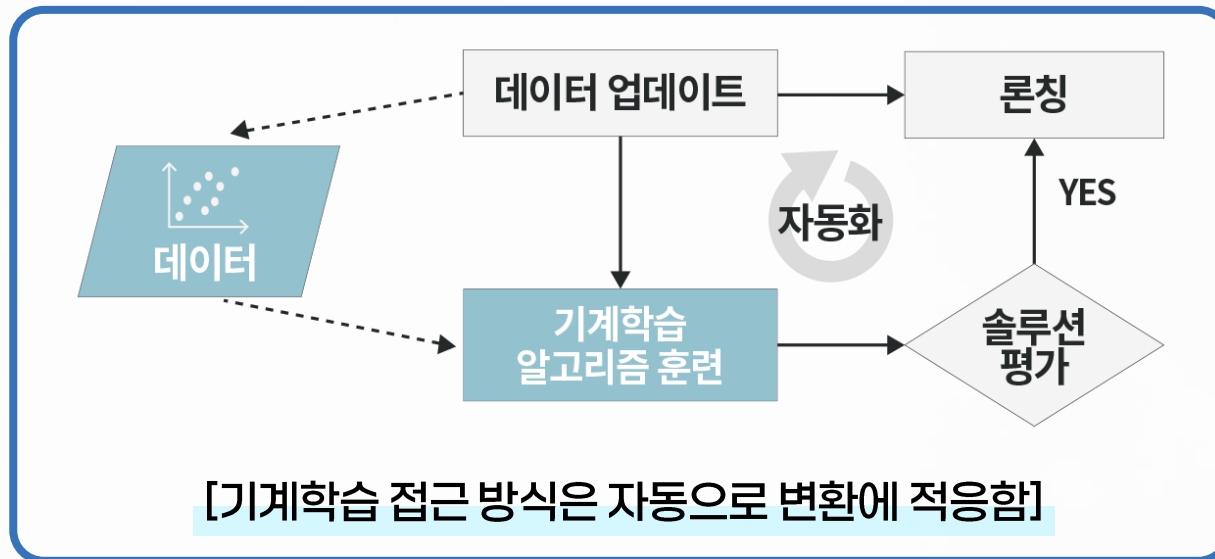 데이터 업데이트
론칭
YES
자동화
데이터
기계학습
알고리즘 훈련
솔루션
평가
[기계학습 접근 방식은 자동으로 변환에 적응함]